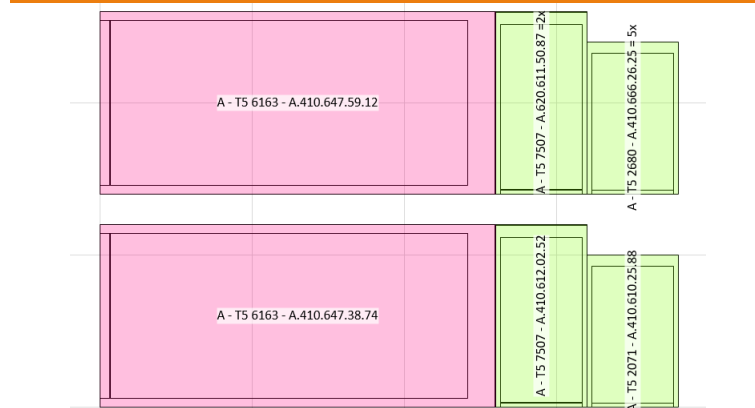 A - T5 6163 - A.410.647.59.12
A - T5 7507 - A.620.611.50.87 =2x
A - T5 2680 - A.410.666.26.25 = 5x
A - T5 6163 - A.410.647.38.74
A - T5 7507 - A.410.612.02.52
A - T5 2071 - A.410.610.25.88